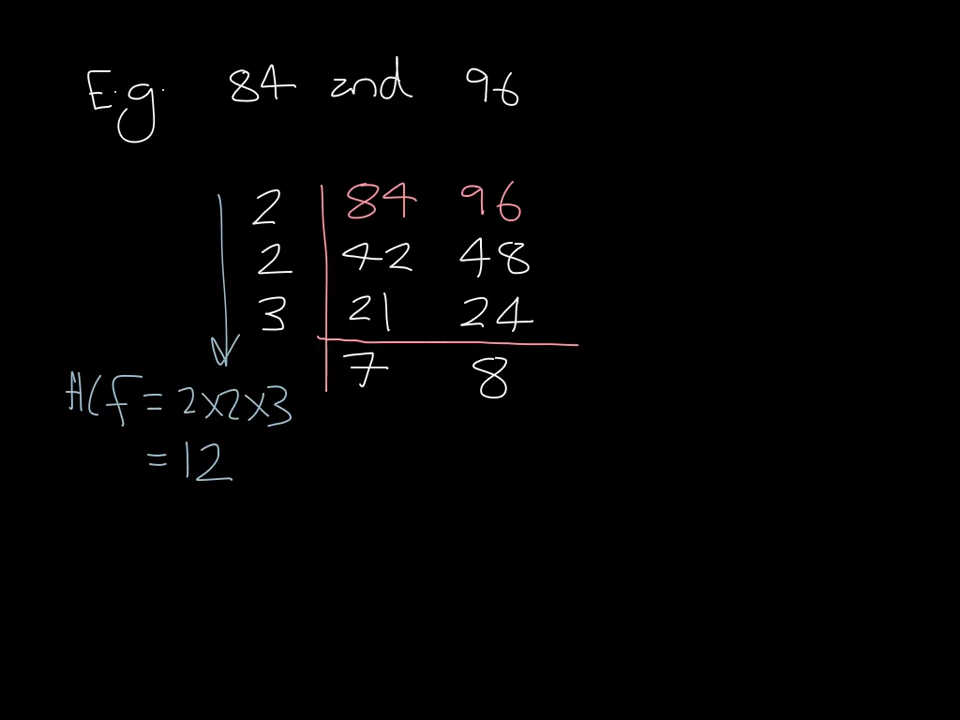 E.g. 84 and 96
2 84 96
2 42 48
3 21 24
7 8
HCf = 2x2x3
= 12